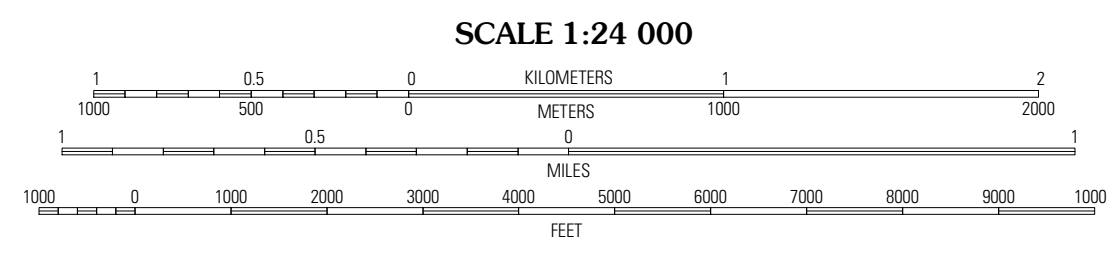 SCALE 1:24 000
1 0.5 0 KILOMETERS 1 2
1000 500 0 METERS 1000 2000
1 0.5 0 1
MILES
1000 0 1000 2000 3000 4000 5000 6000 7000 8000 9000 1000
FEET